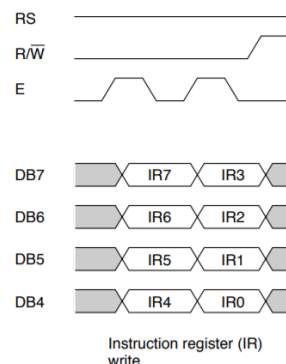 RS
R/W̅
E
DB7 IR7 IR3
DB6 IR6 IR2
DB5 IR5 IR1
DB4 IR4 IR0
Instruction register (IR)
write